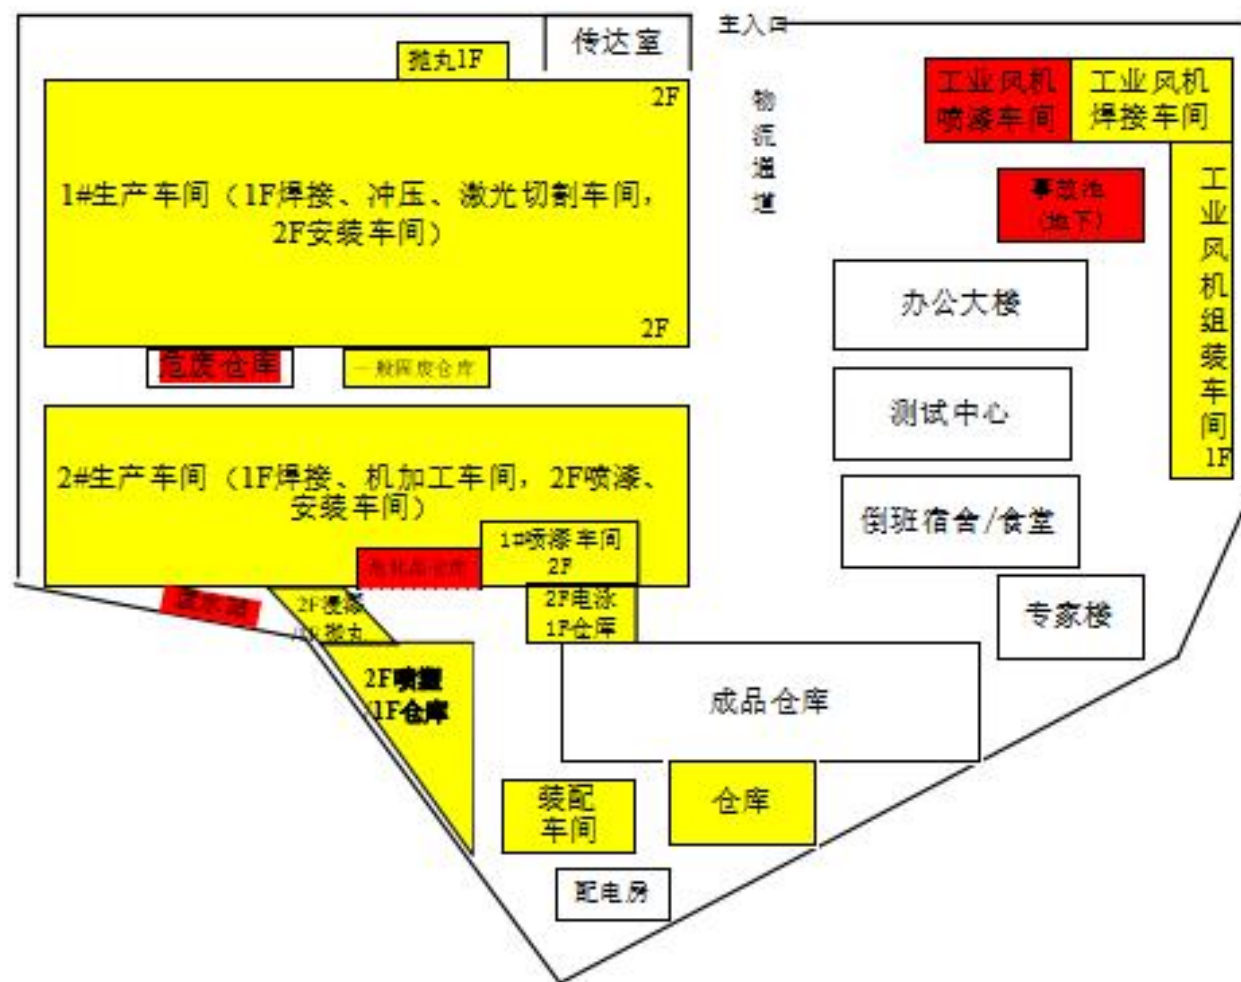 主入口
传达室
抛丸1F
2F
物流通道
工业风机
喷漆车间
工业风机
焊接车间
1#生产车间（1F焊接、冲压、激光切割车间，
2F安装车间）
事故池
（地下）
工业风机组装车间
1F
办公大楼
2F
危废仓库
一般固废仓库
测试中心
2#生产车间（1F焊接、机加工车间，2F喷漆、
安装车间）
倒班宿舍/食堂
1#喷漆车间
2F
危化品仓库
2F电泳
1F仓库
2F浸漆
抛丸
专家楼
2F喷塑
/1F仓库
成品仓库
装配
车间
仓库
配电房